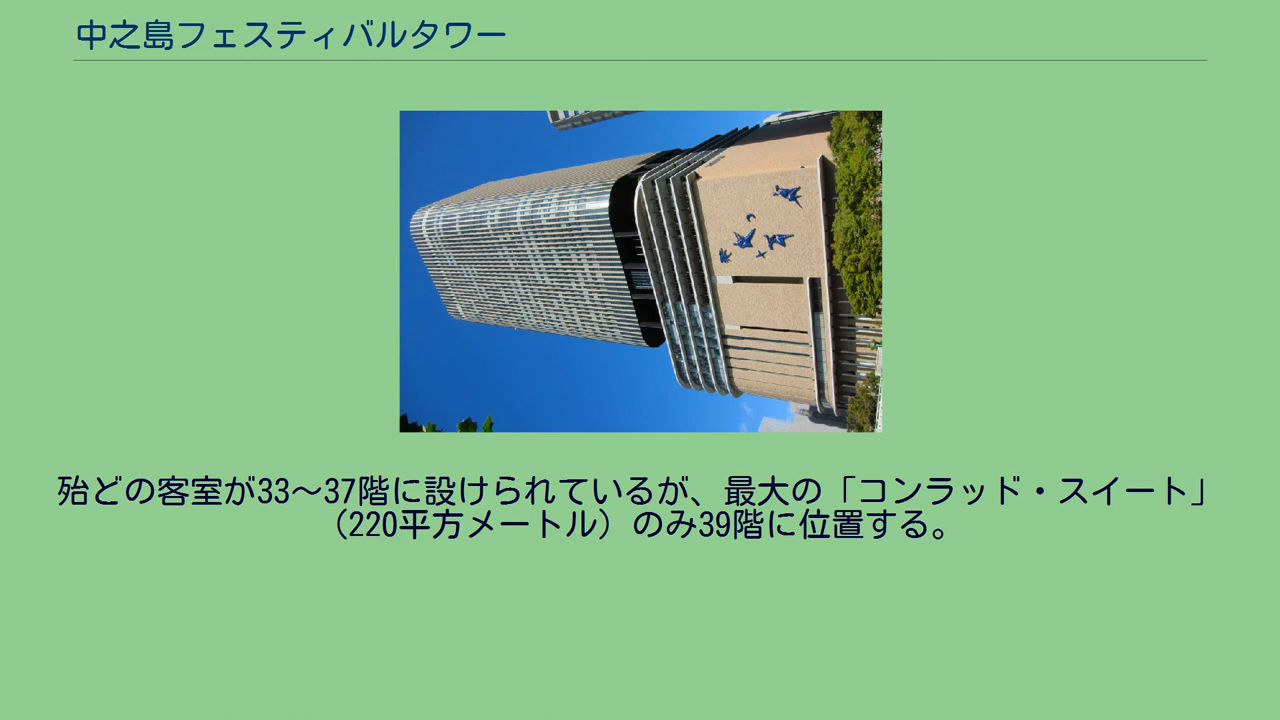 中之島フェスティバルタワー
殆どの客室が33〜37階に設けられているが、最大の「コンラッド・スイート」
（220平方メートル）のみ39階に位置する。